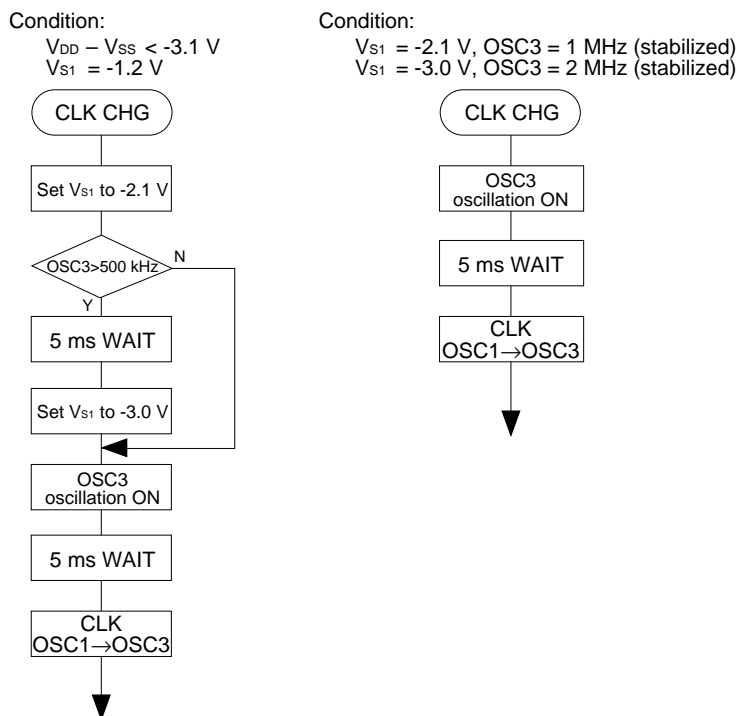 Condition:
VDD – VSS < -3.1 V
VS1 = -1.2 V
CLK CHG
Set VS1 to -2.1 V
OSC3>500 kHz
N
Y
5 ms WAIT
Set VS1 to -3.0 V
OSC3
oscillation ON
5 ms WAIT
CLK
OSC1→OSC3
Condition:
VS1 = -2.1 V, OSC3 = 1 MHz (stabilized)
VS1 = -3.0 V, OSC3 = 2 MHz (stabilized)
CLK CHG
OSC3
oscillation ON
5 ms WAIT
CLK
OSC1→OSC3